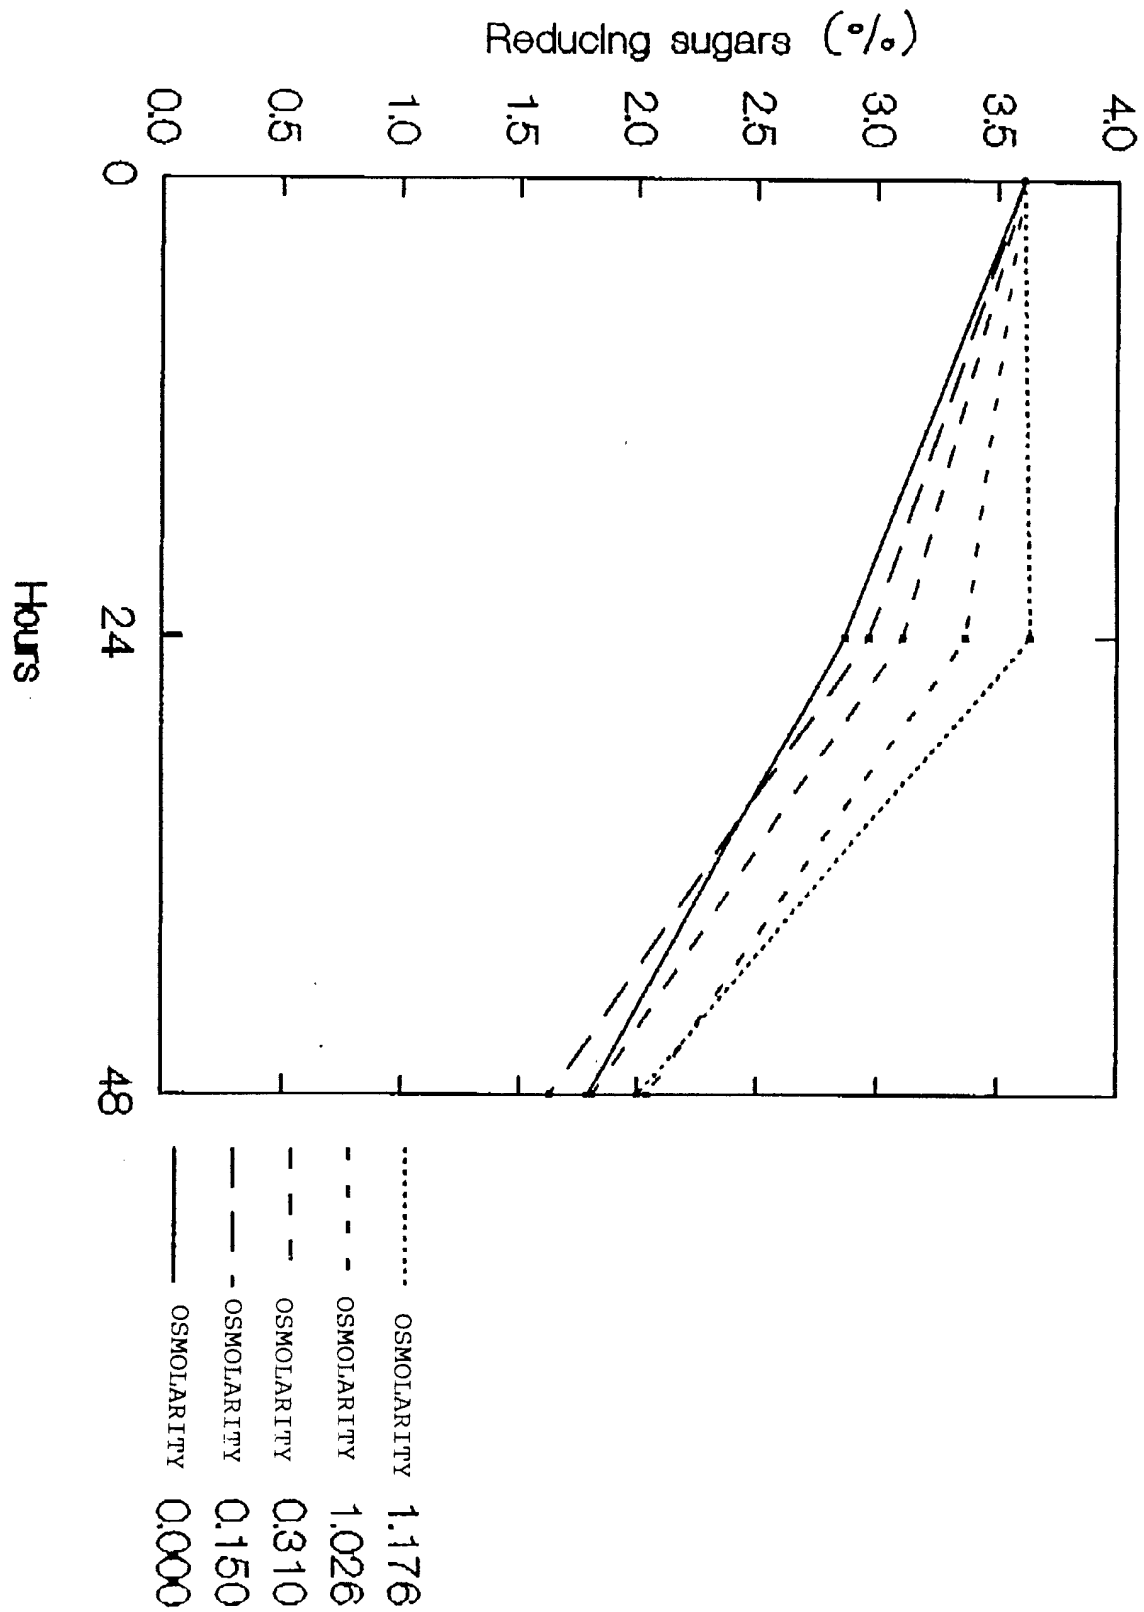 Reducing sugars (%)
4.0
3.5
3.0
2.5
2.0
1.5
1.0
0.5
0.0
0
24
48
Hours
OSMOLARITY 1.176
OSMOLARITY 1.026
OSMOLARITY 0.310
OSMOLARITY 0.150
OSMOLARITY 0.000